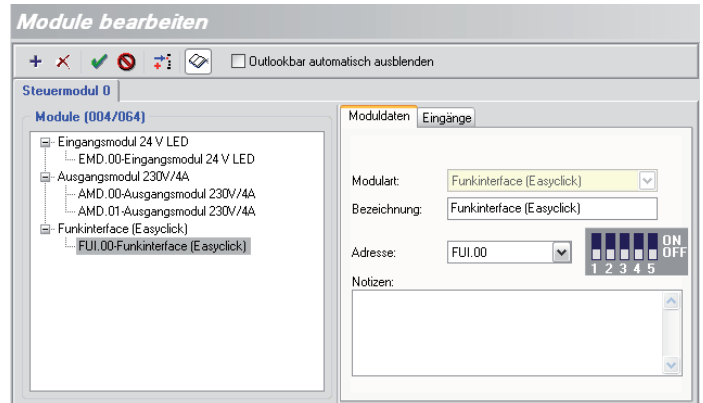 Module bearbeiten
Outlookbar automatisch ausblenden
Steuermodul 0
Module (004/064)
Eingangsmodul 24 V LED
EMD.00-Eingangsmodul 24 V LED
Ausgangsmodul 230V/4A
AMD.00-Ausgangsmodul 230V/4A
AMD.01-Ausgangsmodul 230V/4A
Funkinterface (Easyclick)
FUI.00-Funkinterface (Easyclick)
Moduldaten Eingänge
Modulart: Funkinterface (Easyclick)
Bezeichnung: Funkinterface (Easyclick)
Adresse: FUI.00
ON
OFF
1 2 3 4 5
Notizen: